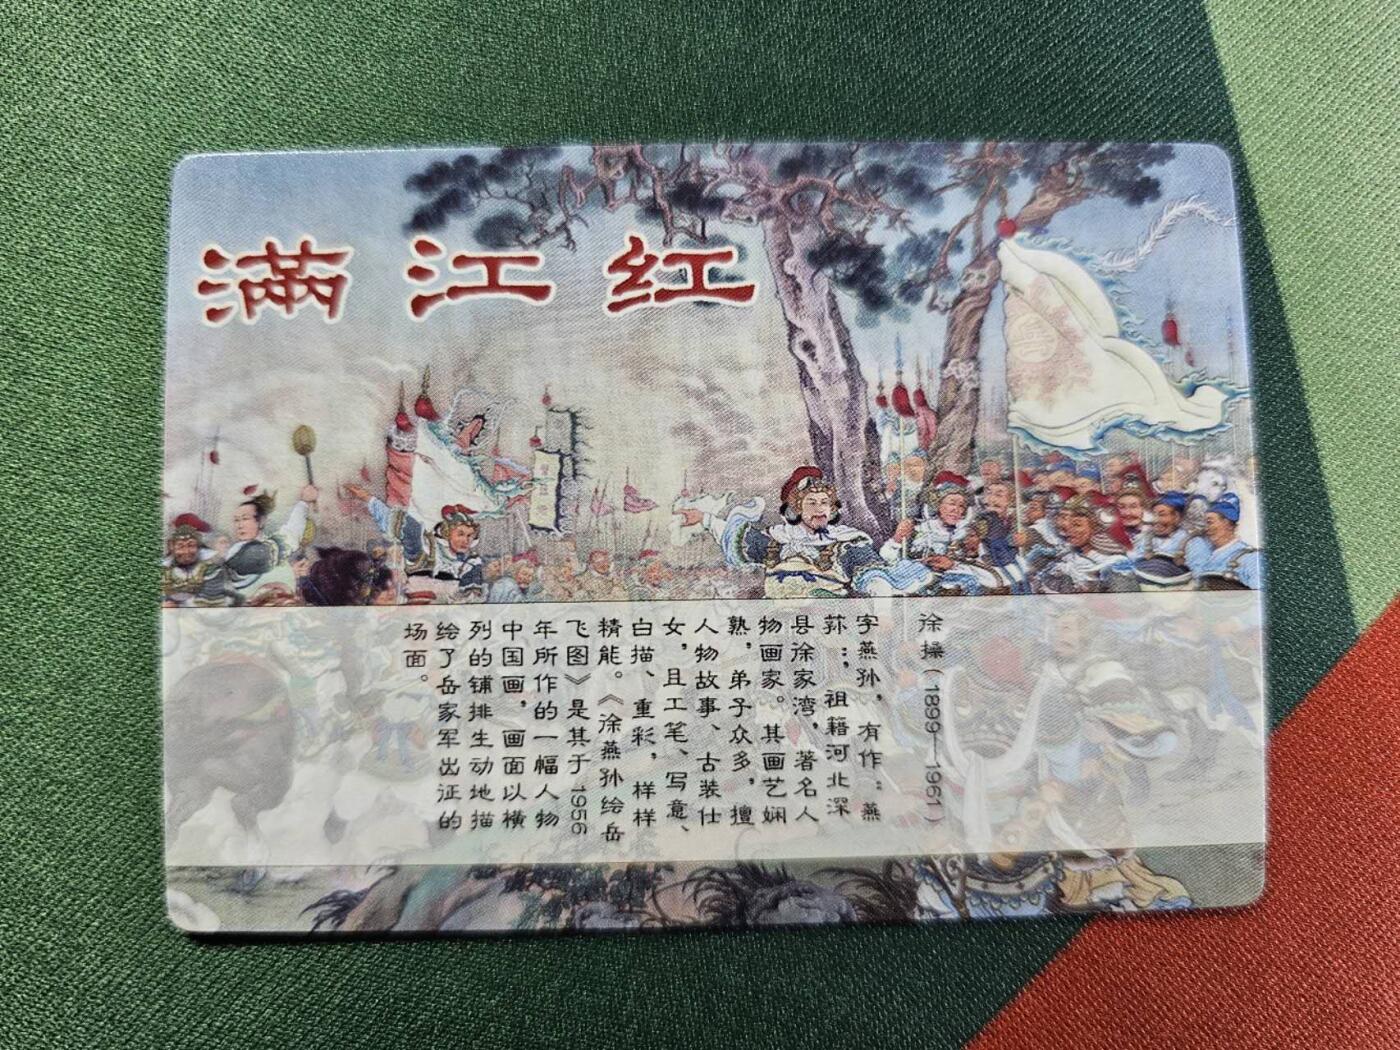 滿江红
徐操（1899—1961）
字燕孙，有作“燕
荪”，祖籍河北深
县徐家湾，著名人
物画家。其画艺娴
熟，弟子众多，擅
人物故事、古装仕
女，且工笔、写意、
白描、重彩，样样
精能。《徐燕孙绘岳
飞图》是其于1956
年所作的一幅人物
中国画，画面以横
列的铺排生动地描
绘了岳家军出征的
场面。